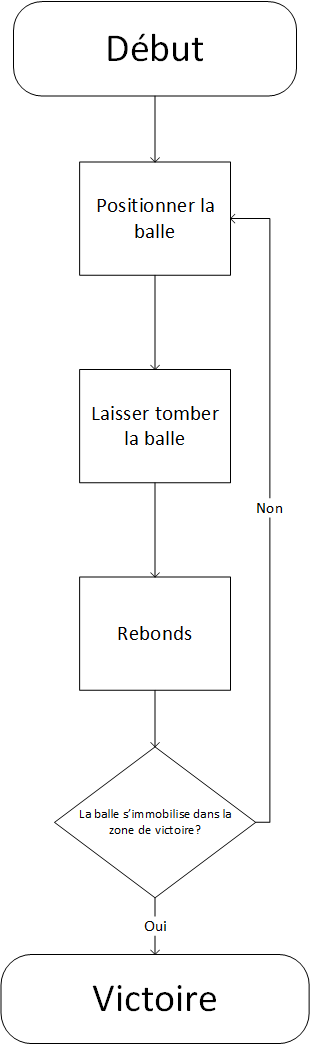 Début
Positionner la
balle
Laisser tomber
la balle
Non
Rebonds
La balle s'immobilise dans la
zone de victoire?
Oui
Victoire